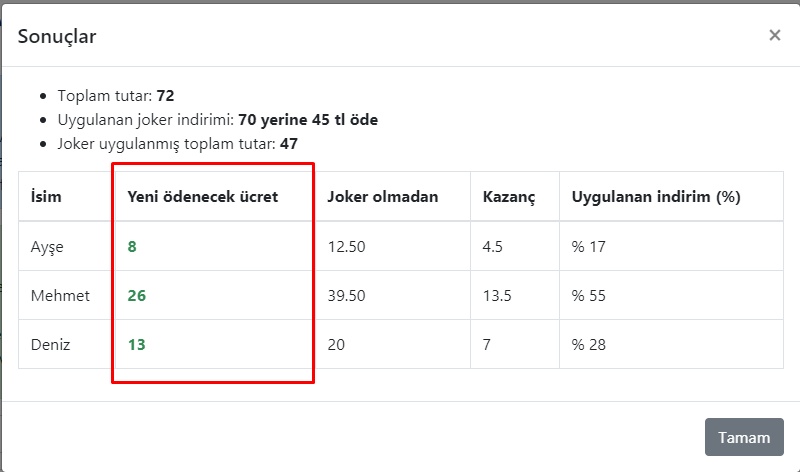 Sonuçlar ×
Toplam tutar: 72
Uygulanan joker indirimi: 70 yerine 45 tl öde
Joker uygulanmış toplam tutar: 47
İsim Yeni ödenecek ücret Joker olmadan Kazanç Uygulanan indirim (%)
Ayşe 8 12.50 4.5 % 17
Mehmet 26 39.50 13.5 % 55
Deniz 13 20 7 % 28
Tamam